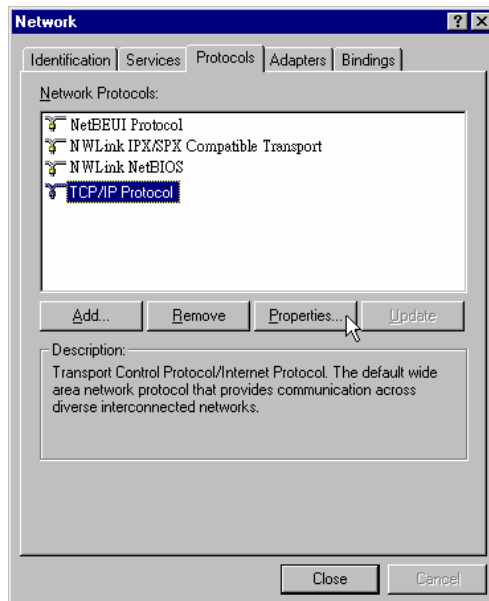 Network
Identification Services Protocols Adapters Bindings
Network Protocols:
NetBEUI Protocol
NWLink IPX/SPX Compatible Transport
NWLink NetBIOS
TCP/IP Protocol
Add... Remove Properties... Update
Description:
Transport Control Protocol/Internet Protocol. The default wide
area network protocol that provides communication across
diverse interconnected networks.
Close Cancel